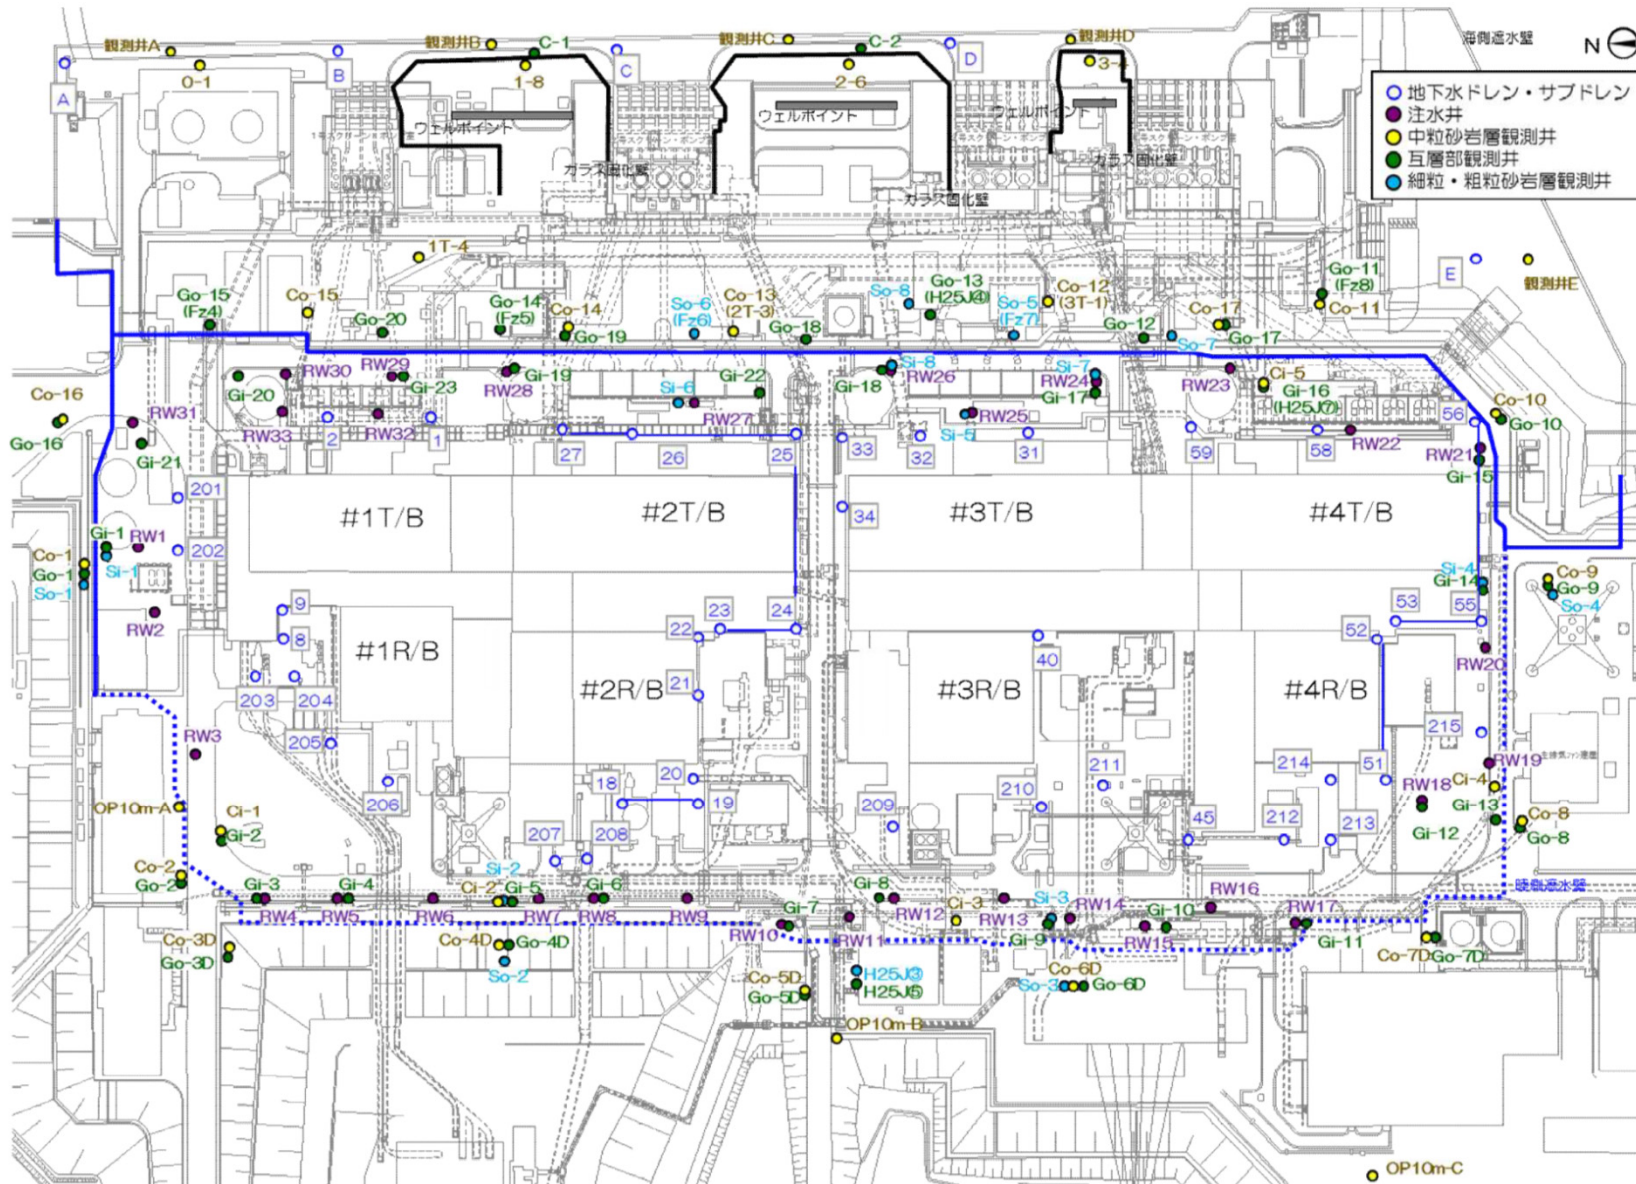 観測井A
観測井B
C-1
観測井C
C-2
観測井D
海側遮水壁
N
A
B
C
D
0-1
1-8
2-6
3-4
地下水ドレン・サブドレン
注水井
中粒砂岩層観測井
互層部観測井
細粒・粗粒砂岩層観測井
ウェルポイント
ウェルポイント
ウェルポイント
ガラス固化壁
ガラス固化壁
ガラス固化壁
1T-4
E
観測井E
Go-15
(Fz4)
Co-15
Go-20
Go-14
(Fz5)
Co-14
Go-19
So-6
(Fz6)
Co-13
(2T-3)
Go-18
So-8
Go-13
(H25J④)
So-5
(Fz7)
Co-12
(3T-1)
Go-12
So-7
Co-17
Go-17
Go-11
(Fz8)
Co-11
Co-16
Go-16
RW31
Gi-21
Gi-20
RW30
RW33
RW29
Gi-23
RW32
2
1
RW28
Gi-19
Si-6
RW27
Gi-22
Gi-18
Si-8
RW26
Si-5
RW25
Si-7
RW24
Gi-17
RW23
Ci-5
Gi-16
(H25J⑦)
RW22
56
Co-10
Go-10
RW21
Gi-15
27
26
25
33
32
31
59
58
201
202
34
#1T/B
#2T/B
#3T/B
#4T/B
Co-1
Go-1
So-1
Gi-1
Si-1
RW1
RW2
Si-4
Gi-14
Co-9
Go-9
So-4
9
8
203
204
205
206
22
23
24
21
40
52
53
55
RW20
#1R/B
#2R/B
#3R/B
#4R/B
RW3
OP10m-A
Ci-1
Gi-2
Co-2
Go-2
18
20
19
207
208
209
210
211
45
212
213
214
51
215
RW18
Gi-12
RW19
Ci-4
Gi-13
Co-8
Go-8
Gi-3
RW4
RW5
Gi-4
RW6
Si-2
Ci-2
Gi-5
RW7
RW8
Gi-6
RW9
RW10
Gi-7
RW11
Gi-8
RW12
Ci-3
RW13
Si-3
Gi-9
RW14
RW15
Gi-10
RW16
RW17
Gi-11
陸側遮水壁
Co-3D
Go-3D
Co-4D
Go-4D
So-2
Co-5D
Go-5D
H25J③
H25J⑤
Co-6D
So-3
Go-6D
Co-7D
Go-7D
OP10m-B
OP10m-C